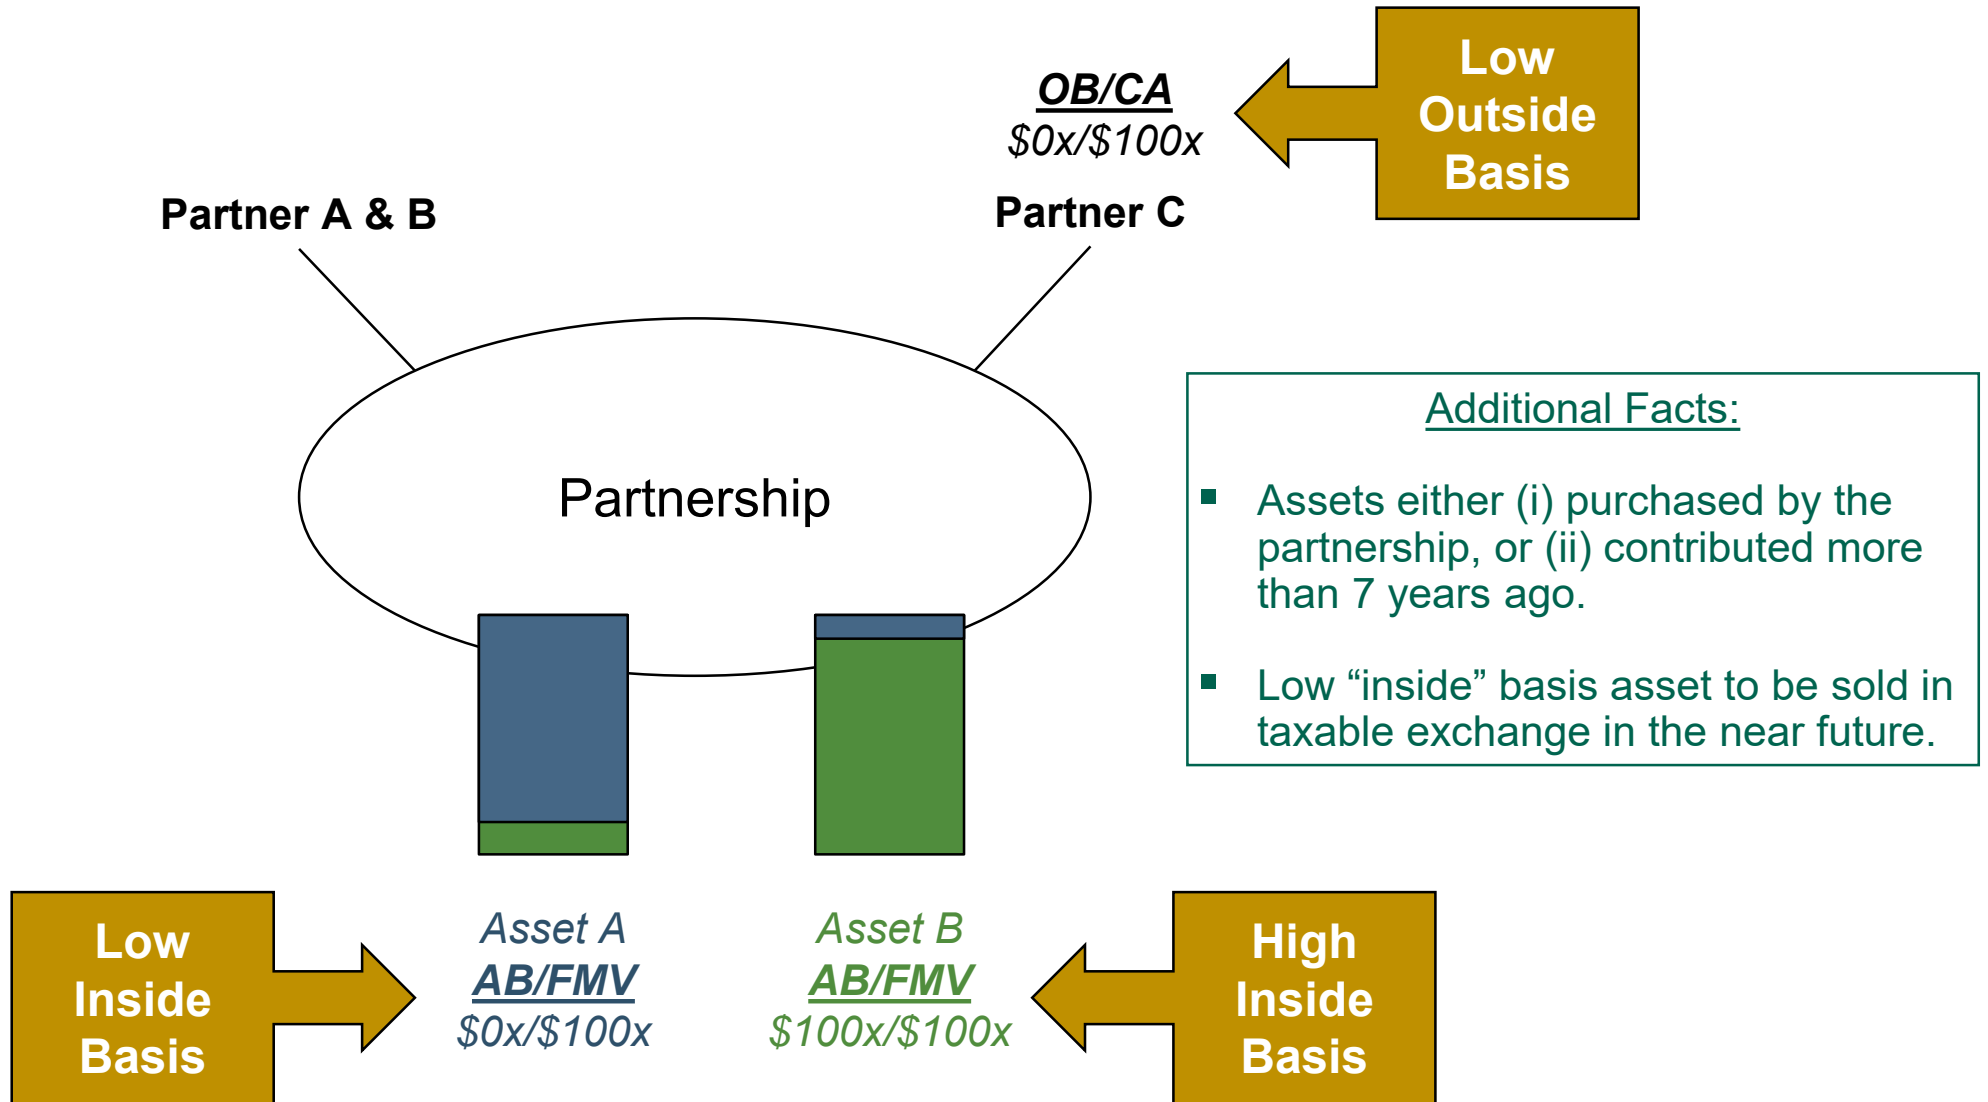 Low
Outside
Basis
OB/CA
$0x/$100x
Partner A & B
Partner C
Partnership
Additional Facts:
▪ Assets either (i) purchased by the
partnership, or (ii) contributed more
than 7 years ago.
▪ Low “inside” basis asset to be sold in
taxable exchange in the near future.
Low
Inside
Basis
Asset A
AB/FMV
$0x/$100x
Asset B
AB/FMV
$100x/$100x
High
Inside
Basis